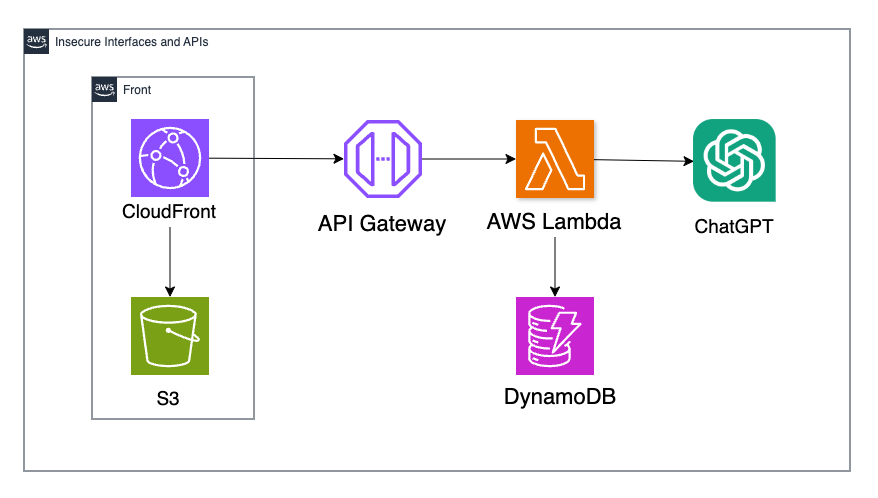 aws
Insecure Interfaces and APIs
aws
Front
CloudFront
API Gateway
AWS Lambda
ChatGPT
S3
DynamoDB